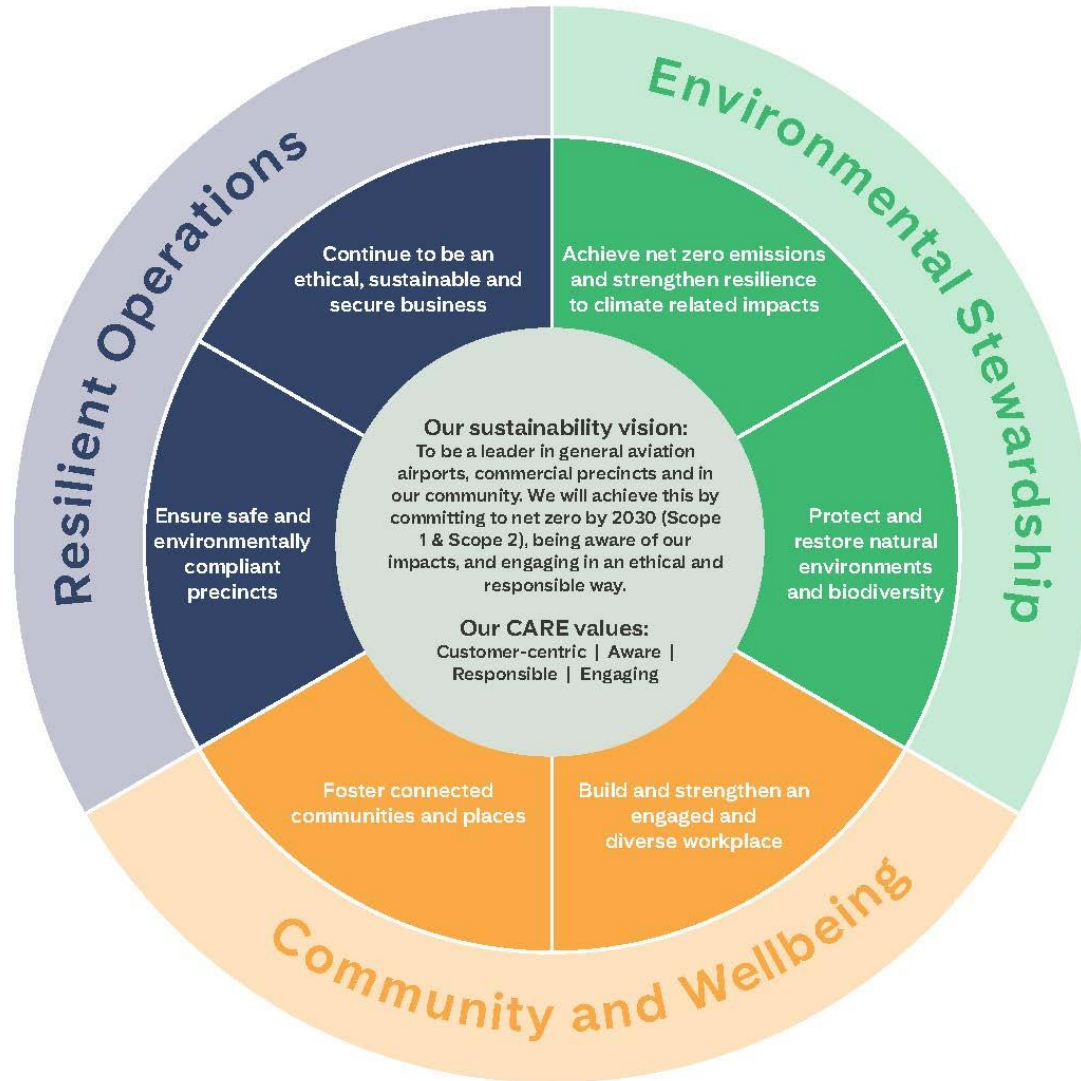 Resilient Operations
Environmental Stewardship
Community and Wellbeing
Continue to be an
ethical, sustainable and
secure business
Achieve net zero emissions
and strengthen resilience
to climate related impacts
Ensure safe and
environmentally
compliant
precincts
Protect and
restore natural
environments
and biodiversity
Foster connected
communities and places
Build and strengthen an
engaged and
diverse workplace
Our sustainability vision:
To be a leader in general aviation
airports, commercial precincts and in
our community. We will achieve this by
committing to net zero by 2030 (Scope
1 & Scope 2), being aware of our
impacts, and engaging in an ethical and
responsible way.
Our CARE values:
Customer-centric | Aware |
Responsible | Engaging